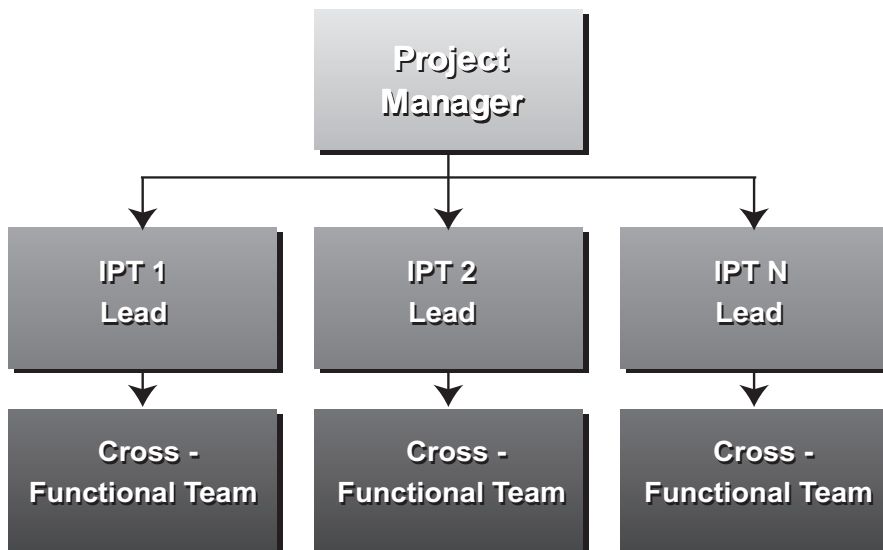 Project
Manager
IPT 1
Lead
IPT 2
Lead
IPT N
Lead
Cross -
Functional Team
Cross -
Functional Team
Cross -
Functional Team